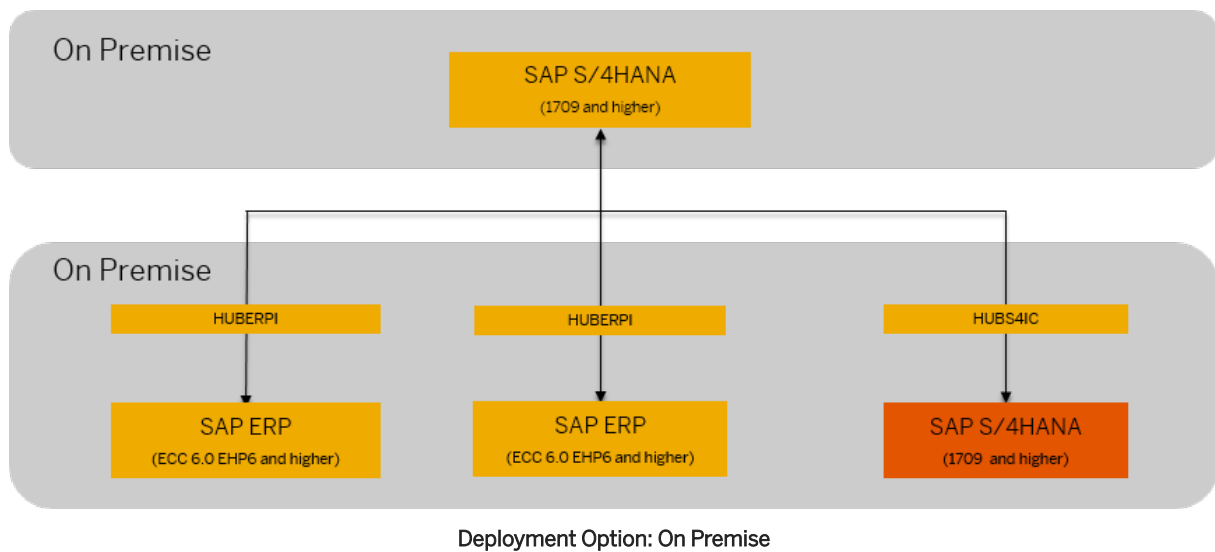 On Premise
SAP S/4HANA
(1709 and higher)
On Premise
HUBERPI
HUBERPI
HUBS4IC
SAP ERP
(ECC 6.0 EHP6 and higher)
SAP ERP
(ECC 6.0 EHP6 and higher)
SAP S/4HANA
(1709 and higher)
Deployment Option: On Premise